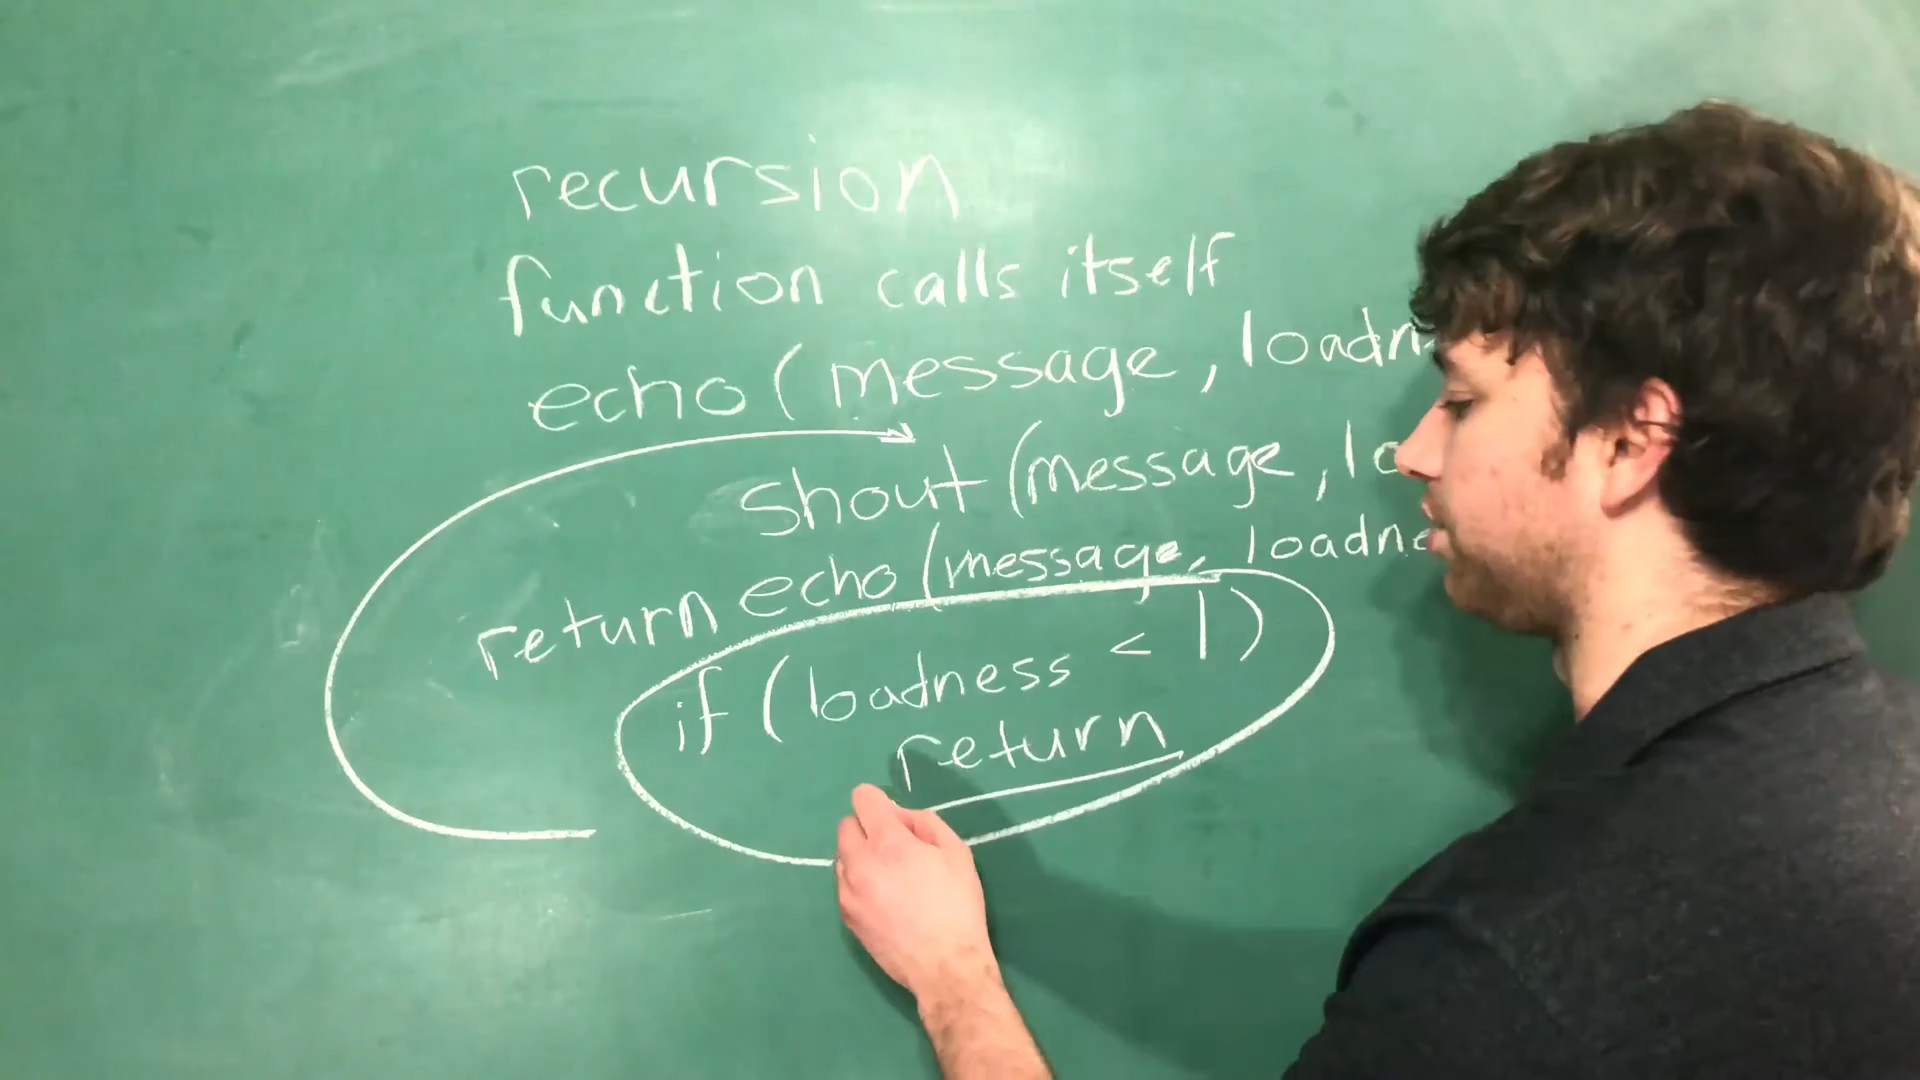 recursion
function calls itself
echo (message, loadn
shout (message, lo
return echo (message, loadne
if (loadness < 1)
return